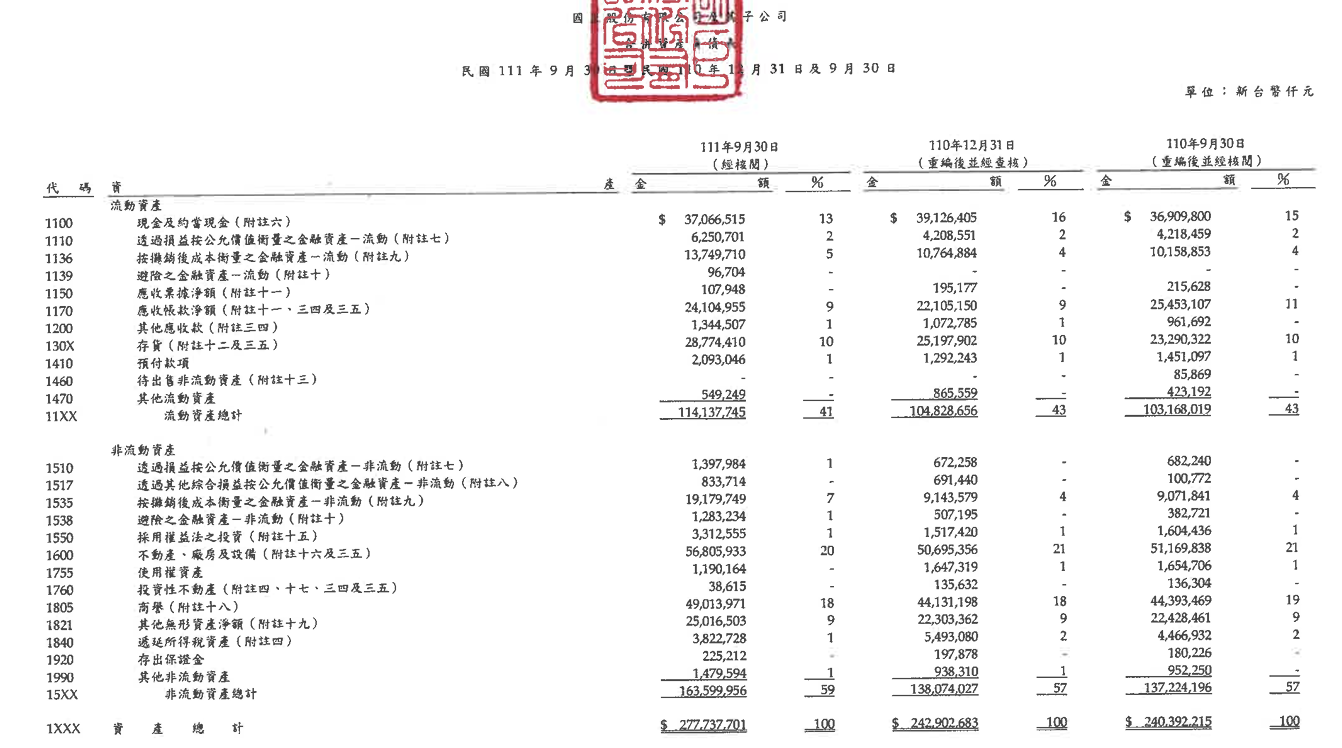 國 股份有限公司及其子公司
合併資產負債表
民國 111 年 9 月 30 日暨民國 110 年 12 月 31 日及 9 月 30 日
單位：新台幣仟元
111年9月30日 110年12月31日 110年9月30日
（經核閱） （重編後並經查核） （重編後並經核閱）
代 碼 資 產 金 額 % 金 額 % 金 額 %
流動資產
1100 現金及約當現金（附註六） $ 37,066,515 13 $ 39,126,405 16 $ 36,909,800 15
1110 透過損益按公允價值衡量之金融資產－流動（附註七） 6,250,701 2 4,208,551 2 4,218,459 2
1136 按攤銷後成本衡量之金融資產－流動（附註九） 13,749,710 5 10,764,884 4 10,158,853 4
1139 避險之金融資產－流動（附註十） 96,704 - - - - -
1150 應收票據淨額（附註十一） 107,948 - 195,177 - 215,628 -
1170 應收帳款淨額（附註十一、三四及三五） 24,104,955 9 22,105,150 9 25,453,107 11
1200 其他應收款（附註三四） 1,344,507 1 1,072,785 1 961,692 -
130X 存貨（附註十二及三五） 28,774,410 10 25,197,902 10 23,290,322 10
1410 預付款項 2,093,046 1 1,292,243 1 1,451,097 1
1460 待出售非流動資產（附註十三） - - - - 85,869 -
1470 其他流動資產 549,249 - 865,559 - 423,192 -
11XX 流動資產總計 114,137,745 41 104,828,656 43 103,168,019 43
非流動資產
1510 透過損益按公允價值衡量之金融資產－非流動（附註七） 1,397,984 1 672,258 - 682,240 -
1517 透過其他綜合損益按公允價值衡量之金融資產－非流動（附註八） 833,714 - 691,440 - 100,772 -
1535 按攤銷後成本衡量之金融資產－非流動（附註九） 19,179,749 7 9,143,579 4 9,071,841 4
1538 避險之金融資產－非流動（附註十） 1,283,234 1 507,195 - 382,721 -
1550 採用權益法之投資（附註十五） 3,312,555 1 1,517,420 1 1,604,436 1
1600 不動產、廠房及設備（附註十六及三五） 56,805,933 20 50,695,356 21 51,169,838 21
1755 使用權資產 1,190,164 - 1,647,319 1 1,654,706 1
1760 投資性不動產（附註四、十七、三四及三五） 38,615 - 135,632 - 136,304 -
1805 商譽（附註十八） 49,013,971 18 44,131,198 18 44,393,469 19
1821 其他無形資產淨額（附註十九） 25,016,503 9 22,303,362 9 22,428,461 9
1840 遞延所得稅資產（附註四） 3,822,728 1 5,493,080 2 4,466,932 2
1920 存出保證金 225,212 - 197,878 - 180,226 -
1990 其他非流動資產 1,479,594 1 938,310 1 952,250 -
15XX 非流動資產總計 163,599,956 59 138,074,027 57 137,224,196 57
1XXX 資 產 總 計 $ 277,737,701 100 $ 242,902,683 100 $ 240,392,215 100